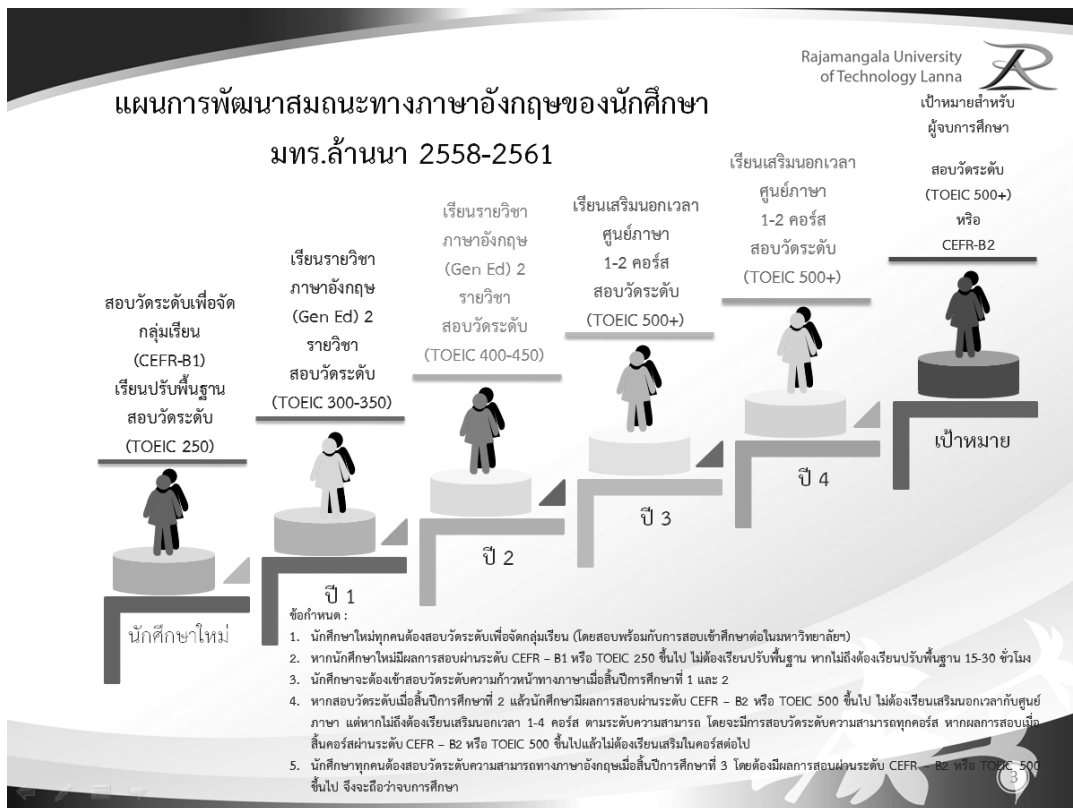 Rajamangala University
of Technology Lanna
แผนการพัฒนาสมถนะทางภาษาอังกฤษของนักศึกษา
มทร.ล้านนา 2558-2561
สอบวัดระดับเพื่อจัด
กลุ่มเรียน
(CEFR-B1)
เรียนปรับพื้นฐาน
สอบวัดระดับ
(TOEIC 250)
นักศึกษาใหม่
เรียนรายวิชา
ภาษาอังกฤษ
(Gen Ed) 2
รายวิชา
สอบวัดระดับ
(TOEIC 300-350)
ปี 1
เรียนรายวิชา
ภาษาอังกฤษ
(Gen Ed) 2
รายวิชา
สอบวัดระดับ
(TOEIC 400-450)
ปี 2
เรียนเสริมนอกเวลา
ศูนย์ภาษา
1-2 คอร์ส
สอบวัดระดับ
(TOEIC 500+)
ปี 3
เรียนเสริมนอกเวลา
ศูนย์ภาษา
1-2 คอร์ส
สอบวัดระดับ
(TOEIC 500+)
ปี 4
เป้าหมายสำหรับ
ผู้จบการศึกษา
สอบวัดระดับ
(TOEIC 500+)
หรือ
CEFR-B2
เป้าหมาย
ข้อกำหนด :
1. นักศึกษาใหม่ทุกคนต้องสอบวัดระดับเพื่อจัดกลุ่มเรียน (โดยสอบพร้อมกับการสอบเข้าศึกษาต่อในมหาวิทยาลัยฯ)
2. หากนักศึกษาใหม่มีผลการสอบผ่านระดับ CEFR – B1 หรือ TOEIC 250 ขึ้นไป ไม่ต้องเรียนปรับพื้นฐาน หากไม่ถึงต้องเรียนปรับพื้นฐาน 15-30 ชั่วโมง
3. นักศึกษาจะต้องเข้าสอบวัดระดับความก้าวหน้าทางภาษาเมื่อสิ้นปีการศึกษาที่ 1 และ 2
4. หากสอบวัดระดับเมื่อสิ้นปีการศึกษาที่ 2 แล้วนักศึกษามีผลการสอบผ่านระดับ CEFR – B2 หรือ TOEIC 500 ขึ้นไป ไม่ต้องเรียนเสริมนอกเวลากับศูนย์
ภาษา แต่หากไม่ถึงต้องเรียนเสริมนอกเวลา 1-4 คอร์ส ตามระดับความสามารถ โดยจะมีการสอบวัดระดับความสามารถทุกคอร์ส หากผลการสอบเมื่อ
สิ้นคอร์สผ่านระดับ CEFR – B2 หรือ TOEIC 500 ขึ้นไปแล้วไม่ต้องเรียนเสริมในคอร์สต่อไป
5. นักศึกษาทุกคนต้องสอบวัดระดับความสามารถทางภาษาอังกฤษเมื่อสิ้นปีการศึกษาที่ 3 โดยต้องมีผลการสอบผ่านระดับ CEFR – B2 หรือ TOEIC 500
ขึ้นไป จึงจะถือว่าจบการศึกษา
3